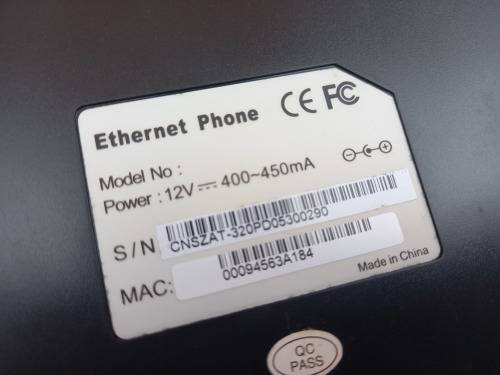 Ethernet Phone CE FC
Model No :
Power : 12V 400~450mA
S/N CNSZAT-320PD05300290
MAC: 00094563A184
Made in China
QC
PASS